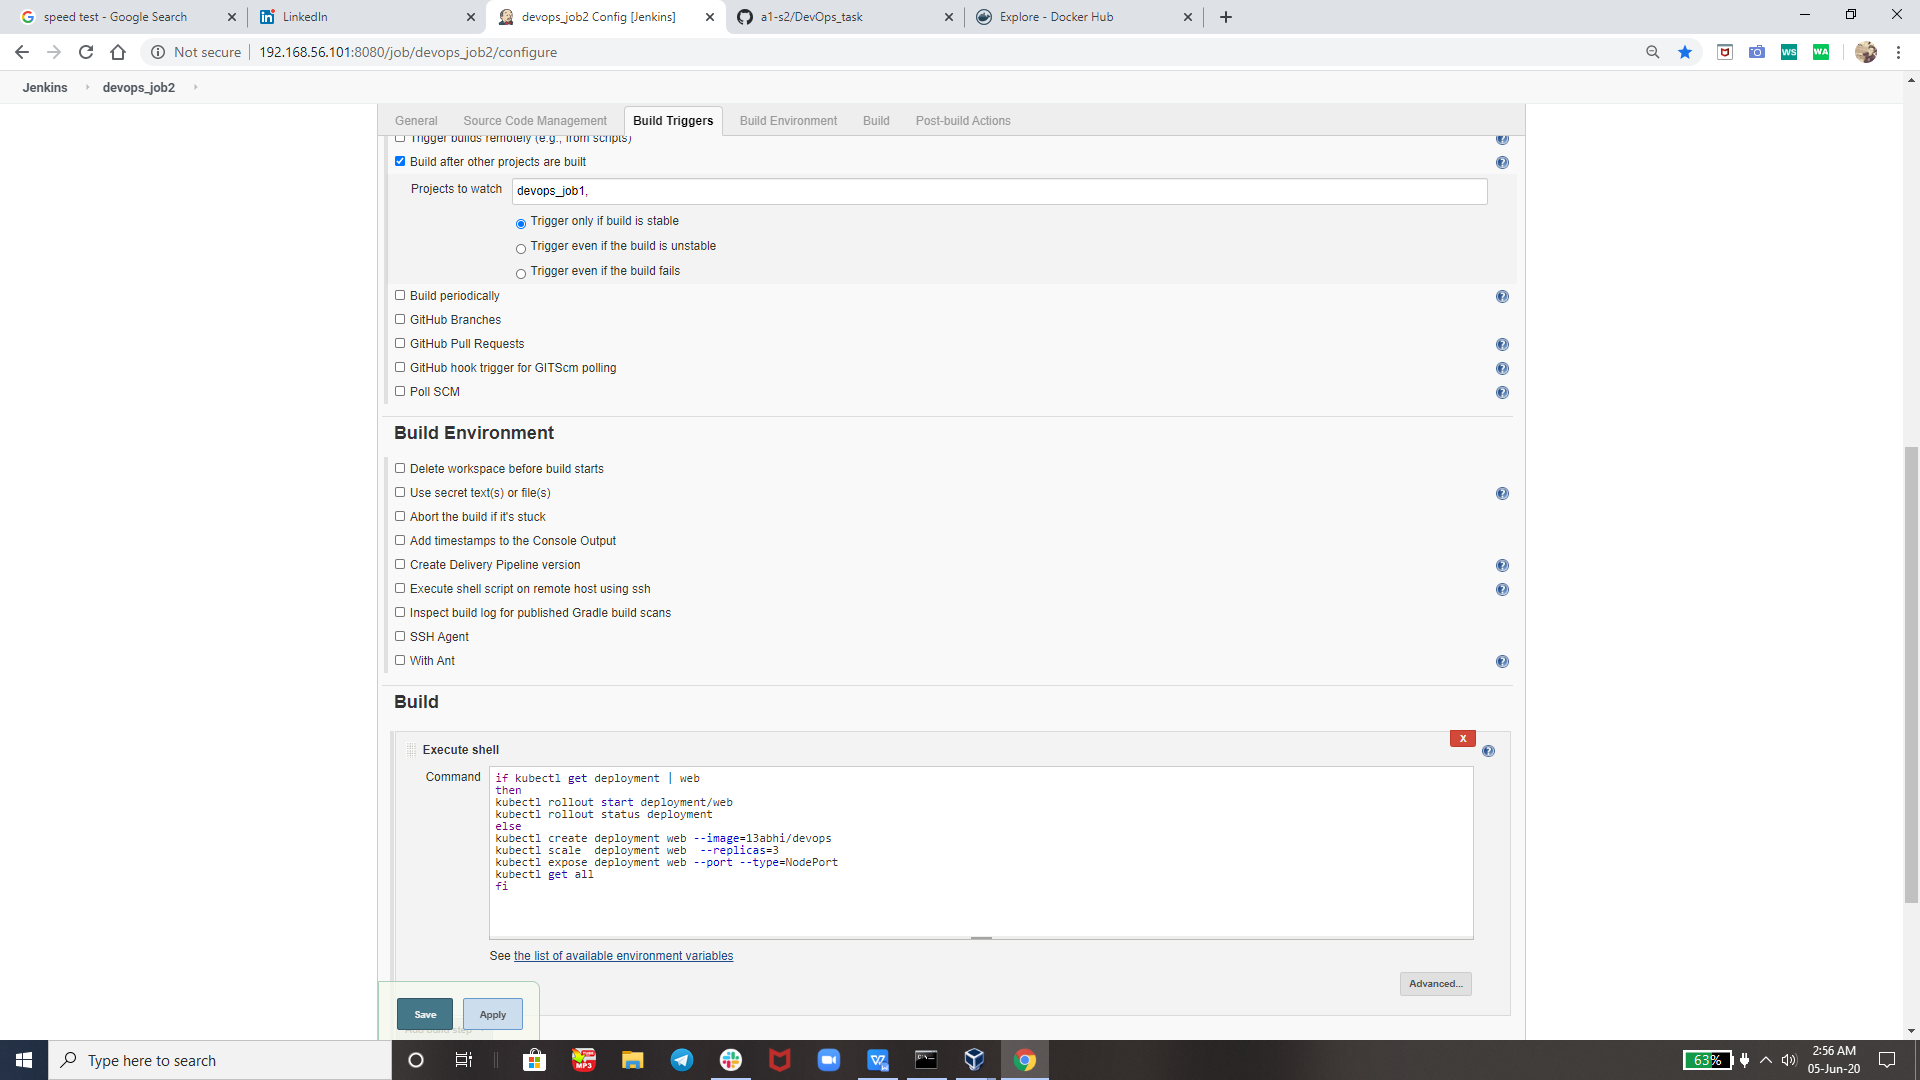 speed test - Google Search
LinkedIn
devops_job2 Config [Jenkins]
a1-s2/DevOps_task
Explore - Docker Hub
Not secure
192.168.56.101:8080/job/devops_job2/configure
WS
WA
Jenkins
devops_job2
General
Source Code Management
Build Triggers
Build Environment
Build
Post-build Actions
Trigger builds remotely (e.g., from scripts)
Build after other projects are built
Projects to watch
devops_job1,
Trigger only if build is stable
Trigger even if the build is unstable
Trigger even if the build fails
Build periodically
GitHub Branches
GitHub Pull Requests
GitHub hook trigger for GITScm polling
Poll SCM
Build Environment
Delete workspace before build starts
Use secret text(s) or file(s)
Abort the build if it's stuck
Add timestamps to the Console Output
Create Delivery Pipeline version
Execute shell script on remote host using ssh
Inspect build log for published Gradle build scans
SSH Agent
With Ant
Build
Execute shell
X
Command
if kubectl get deployment | web
then
kubectl rollout start deployment/web
kubectl rollout status deployment
else
kubectl create deployment web --image=13abhi/devops
kubectl scale  deployment web  --replicas=3
kubectl expose deployment web --port --type=NodePort
kubectl get all
fi
See the list of available environment variables
Advanced...
Save
Apply
Add build step
Type here to search
MP3
63%
2:56 AM
05-Jun-20